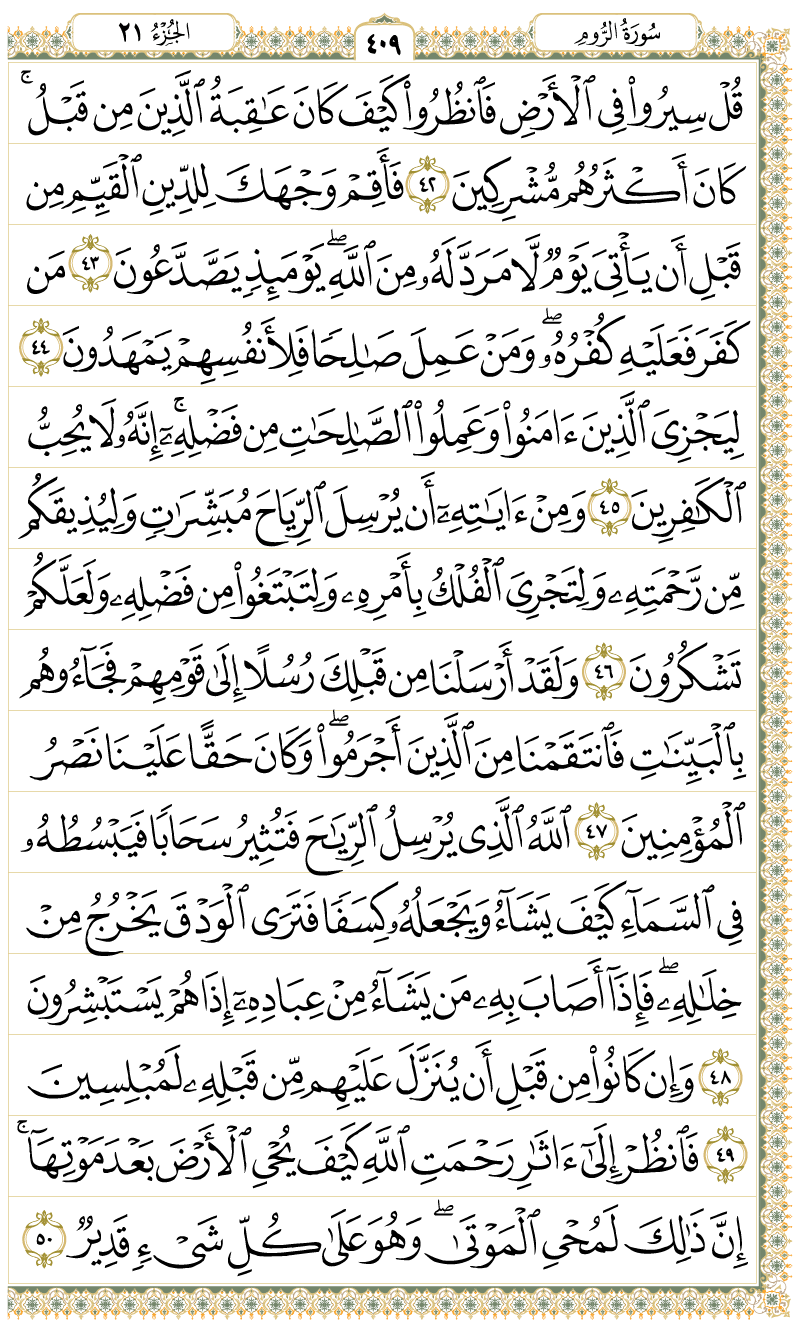 سُورَةُ الرُّومِ
٤٠٩
الجُزْءُ ٢١
قُلْ سِيرُوا۟ فِى ٱلْأَرْضِ فَٱنظُرُوا۟ كَيْفَ كَانَ عَـٰقِبَةُ ٱلَّذِينَ مِن قَبْلُ ۚ
كَانَ أَكْثَرُهُم مُّشْرِكِينَ ٤٢ فَأَقِمْ وَجْهَكَ لِلدِّينِ ٱلْقَيِّمِ مِن
قَبْلِ أَن يَأْتِىَ يَوْمٌ لَّا مَرَدَّ لَهُۥ مِنَ ٱللَّهِ ۖ يَوْمَئِذٍ يَصَّدَّعُونَ ٤٣ مَن
كَفَرَ فَعَلَيْهِ كُفْرُهُۥ ۖ وَمَنْ عَمِلَ صَـٰلِحًا فَلِأَنفُسِهِمْ يَمْهَدُونَ ٤٤
لِيَجْزِىَ ٱلَّذِينَ ءَامَنُوا۟ وَعَمِلُوا۟ ٱلصَّـٰلِحَـٰتِ مِن فَضْلِهِۦٓ ۚ إِنَّهُۥ لَا يُحِبُّ
ٱلْكَـٰفِرِينَ ٤٥ وَمِنْ ءَايَـٰتِهِۦٓ أَن يُرْسِلَ ٱلرِّيَاحَ مُبَشِّرَٰتٍ وَلِيُذِيقَكُم
مِّن رَّحْمَتِهِۦ وَلِتَجْرِىَ ٱلْفُلْكُ بِأَمْرِهِۦ وَلِتَبْتَغُوا۟ مِن فَضْلِهِۦ وَلَعَلَّكُمْ
تَشْكُرُونَ ٤٦ وَلَقَدْ أَرْسَلْنَا مِن قَبْلِكَ رُسُلًا إِلَىٰ قَوْمِهِمْ فَجَآءُوهُم
بِٱلْبَيِّنَـٰتِ فَٱنتَقَمْنَا مِنَ ٱلَّذِينَ أَجْرَمُوا۟ ۖ وَكَانَ حَقًّا عَلَيْنَا نَصْرُ
ٱلْمُؤْمِنِينَ ٤٧ ٱللَّهُ ٱلَّذِى يُرْسِلُ ٱلرِّيَـٰحَ فَتُثِيرُ سَحَابًا فَيَبْسُطُهُۥ
فِى ٱلسَّمَآءِ كَيْفَ يَشَآءُ وَيَجْعَلُهُۥ كِسَفًا فَتَرَى ٱلْوَدْقَ يَخْرُجُ مِنْ
خِلَـٰلِهِۦ ۖ فَإِذَآ أَصَابَ بِهِۦ مَن يَشَآءُ مِنْ عِبَادِهِۦٓ إِذَا هُمْ يَسْتَبْشِرُونَ
٤٨ وَإِن كَانُوا۟ مِن قَبْلِ أَن يُنَزَّلَ عَلَيْهِم مِّن قَبْلِهِۦ لَمُبْلِسِينَ
٤٩ فَٱنظُرْ إِلَىٰٓ ءَاثَـٰرِ رَحْمَتِ ٱللَّهِ كَيْفَ يُحْىِ ٱلْأَرْضَ بَعْدَ مَوْتِهَآ ۚ
إِنَّ ذَٰلِكَ لَمُحْىِ ٱلْمَوْتَىٰ ۖ وَهُوَ عَلَىٰ كُلِّ شَىْءٍ قَدِيرٌ ٥٠